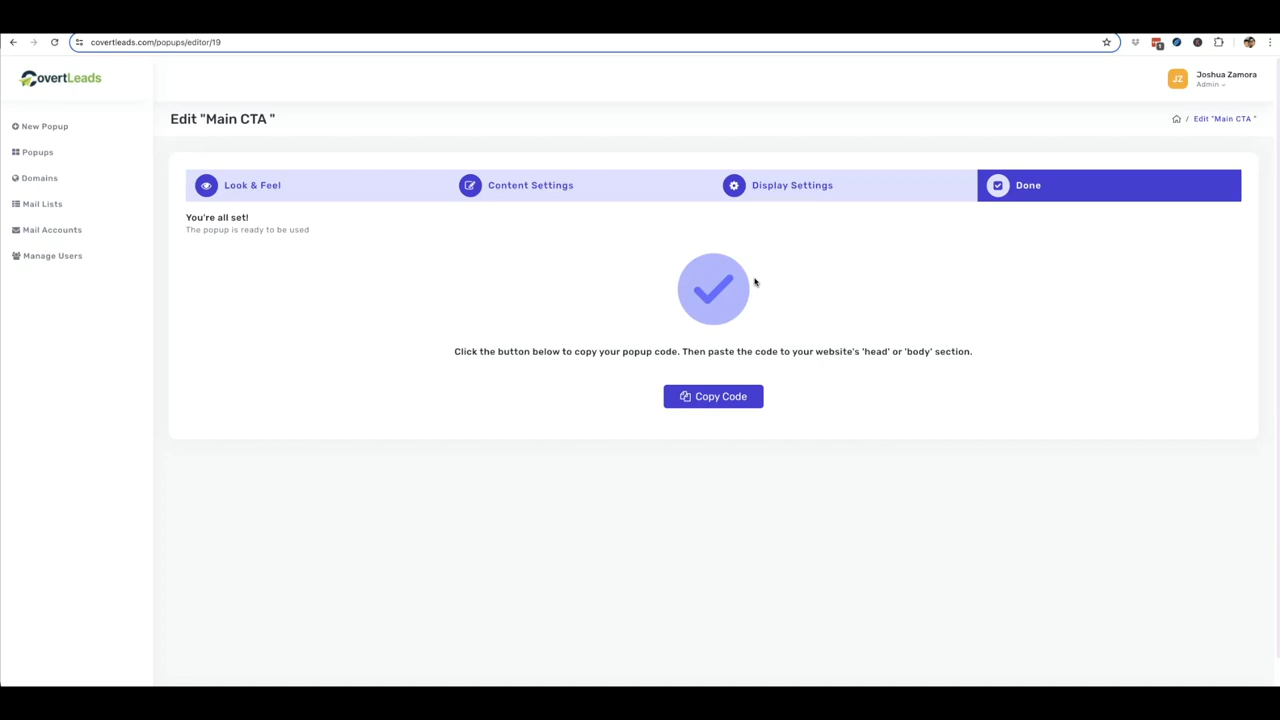 covertleads.com/popups/editor/19
CovertLeads
JZ
Joshua Zamora
Admin
New Popup
Popups
Domains
Mail Lists
Mail Accounts
Manage Users
Edit "Main CTA "
/ Edit "Main CTA "
Look & Feel
Content Settings
Display Settings
Done
You're all set!
The popup is ready to be used
Click the button below to copy your popup code. Then paste the code to your website's 'head' or 'body' section.
Copy Code